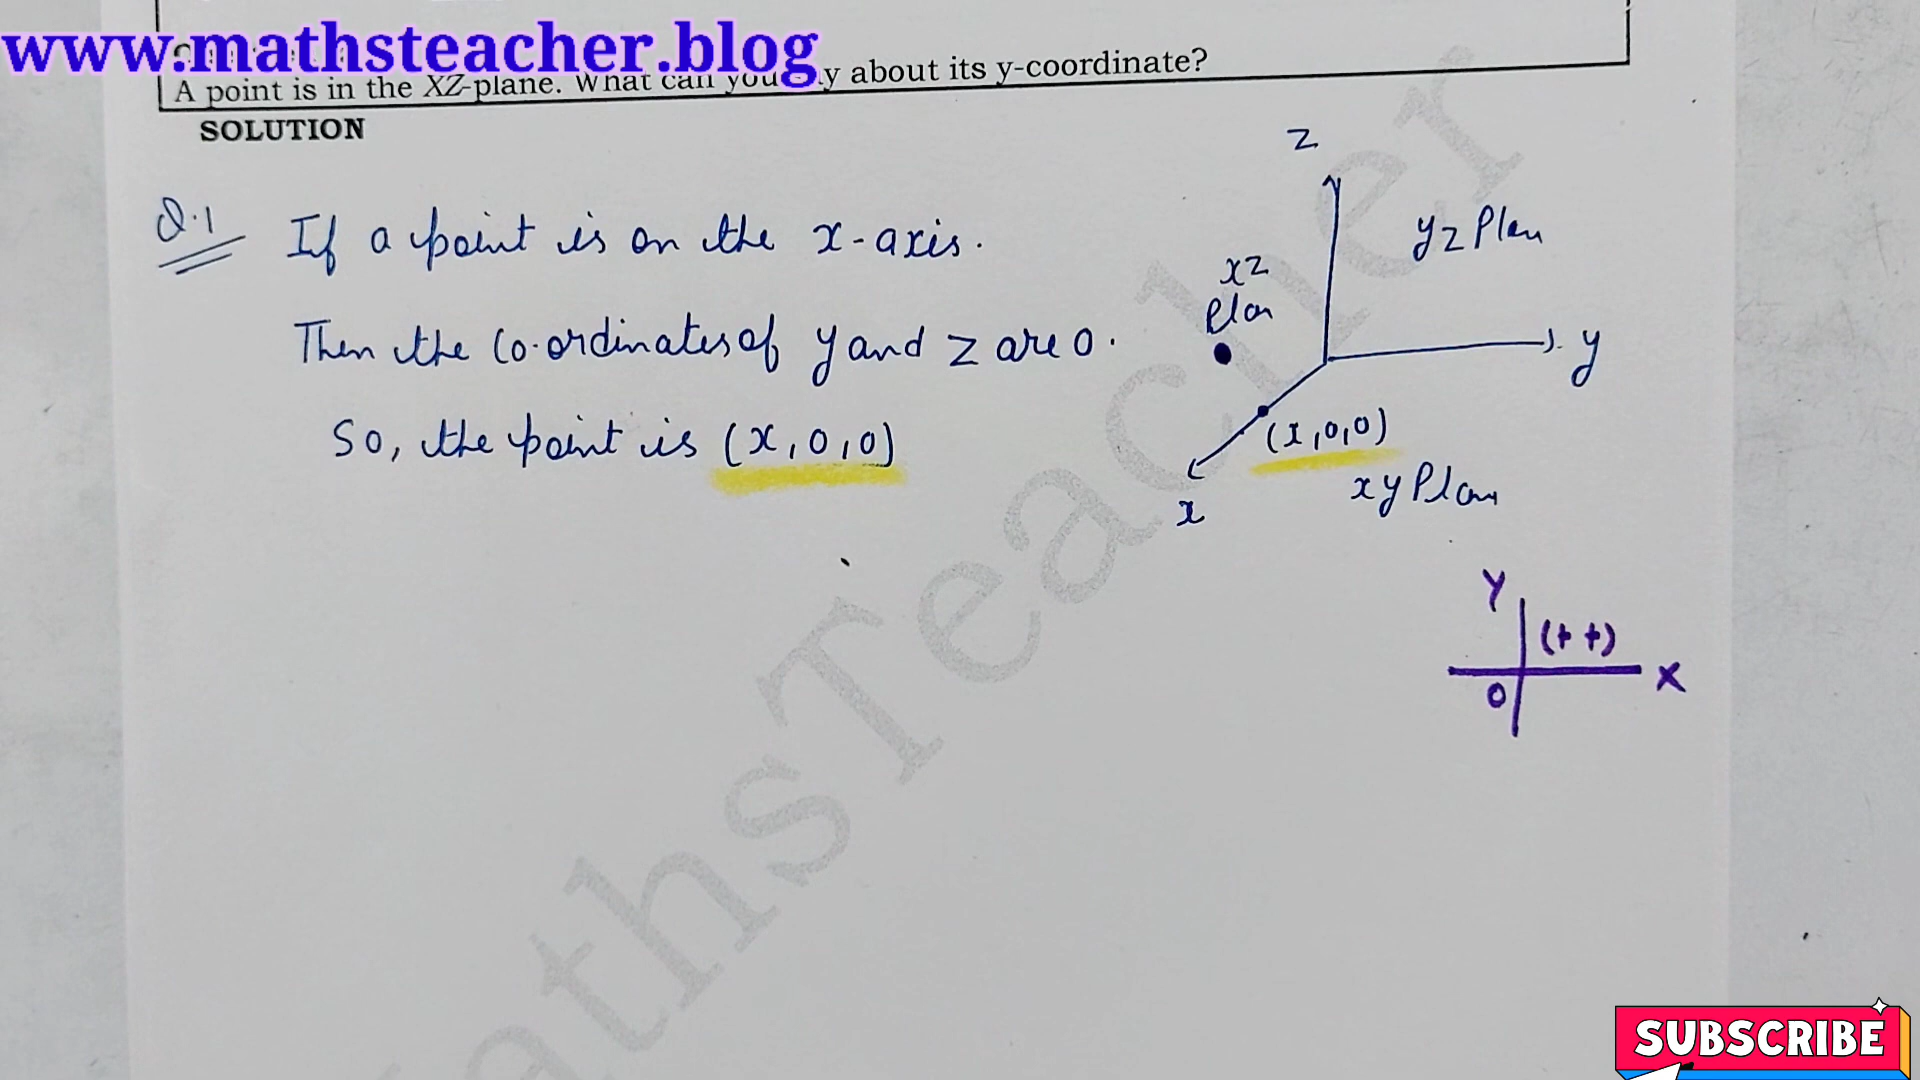 www.mathsteacher.blog
A point is in the XZ-plane. What can you y about its y-coordinate?
SOLUTION
Q.1 If a point is on the x-axis.
Then the Co-ordinates of y and z are 0.
So, the point is (x,0,0)
z
yz Plan
xz
Plan
y
(x,0,0)
x
xy Plan
Y
(+ +)
X
O
MathsTeacher
SUBSCRIBE